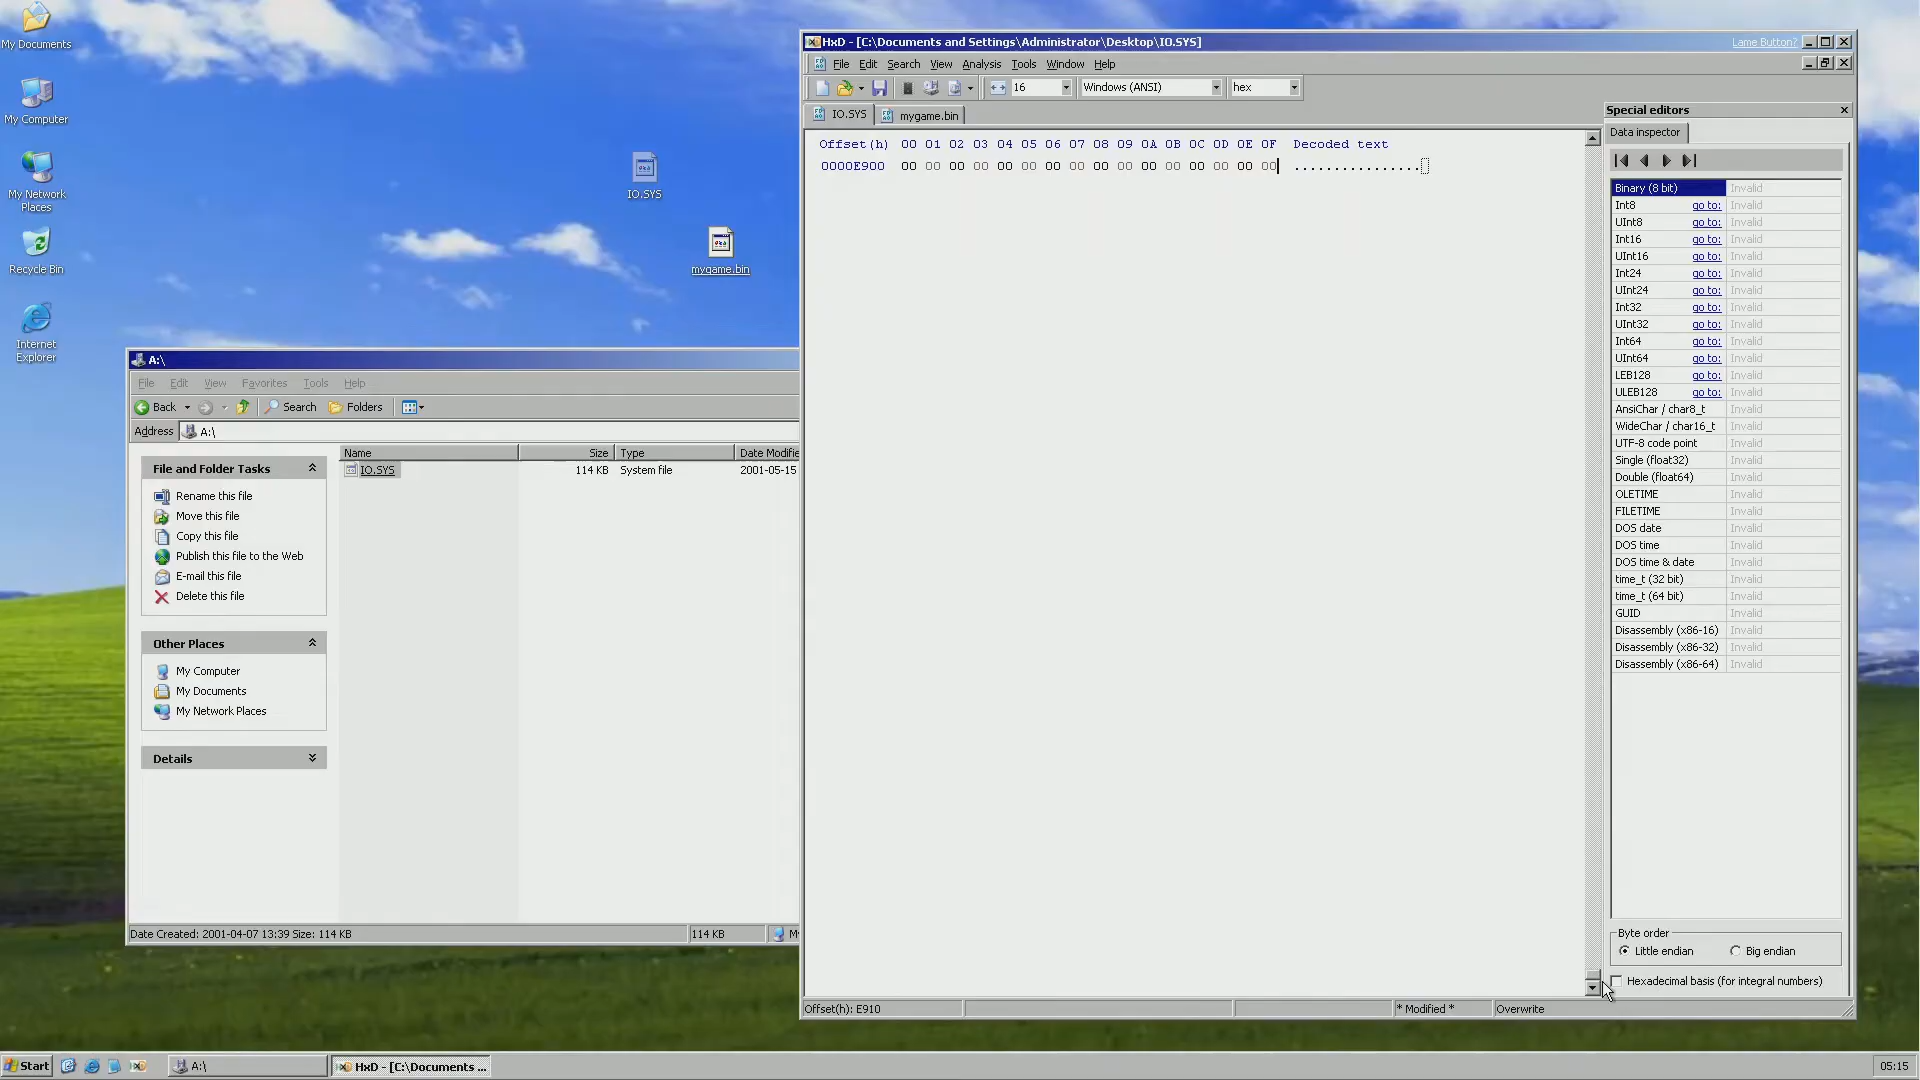 My Documents
My Computer
My Network
Places
Recycle Bin
Internet
Explorer
IO.SYS
mygame.bin
A:\
File Edit View Favorites Tools Help
Back Search Folders
Address A:\
File and Folder Tasks
Rename this file
Move this file
Copy this file
Publish this file to the Web
E-mail this file
Delete this file
Other Places
My Computer
My Documents
My Network Places
Details
Name Size Type Date Modifie
IO.SYS 114 KB System file 2001-05-15
Date Created: 2001-04-07 13:39 Size: 114 KB 114 KB M
HxD - [C:\Documents and Settings\Administrator\Desktop\IO.SYS] Lame Button?
File Edit Search View Analysis Tools Window Help
16 Windows (ANSI) hex
IO.SYS mygame.bin
Offset(h) 00 01 02 03 04 05 06 07 08 09 0A 0B 0C 0D 0E 0F Decoded text
0000E900 00 00 00 00 00 00 00 00 00 00 00 00 00 00 00 00 ................
Special editors
Data inspector
Binary (8 bit) Invalid
Int8 go to: Invalid
UInt8 go to: Invalid
Int16 go to: Invalid
UInt16 go to: Invalid
Int24 go to: Invalid
UInt24 go to: Invalid
Int32 go to: Invalid
UInt32 go to: Invalid
Int64 go to: Invalid
UInt64 go to: Invalid
LEB128 go to: Invalid
ULEB128 go to: Invalid
AnsiChar / char8_t Invalid
WideChar / char16_t Invalid
UTF-8 code point Invalid
Single (float32) Invalid
Double (float64) Invalid
OLETIME Invalid
FILETIME Invalid
DOS date Invalid
DOS time Invalid
DOS time & date Invalid
time_t (32 bit) Invalid
time_t (64 bit) Invalid
GUID Invalid
Disassembly (x86-16) Invalid
Disassembly (x86-32) Invalid
Disassembly (x86-64) Invalid
Byte order
Little endian Big endian
Hexadecimal basis (for integral numbers)
Offset(h): E910 * Modified * Overwrite
Start A:\ HxD - [C:\Documents ... 05:15